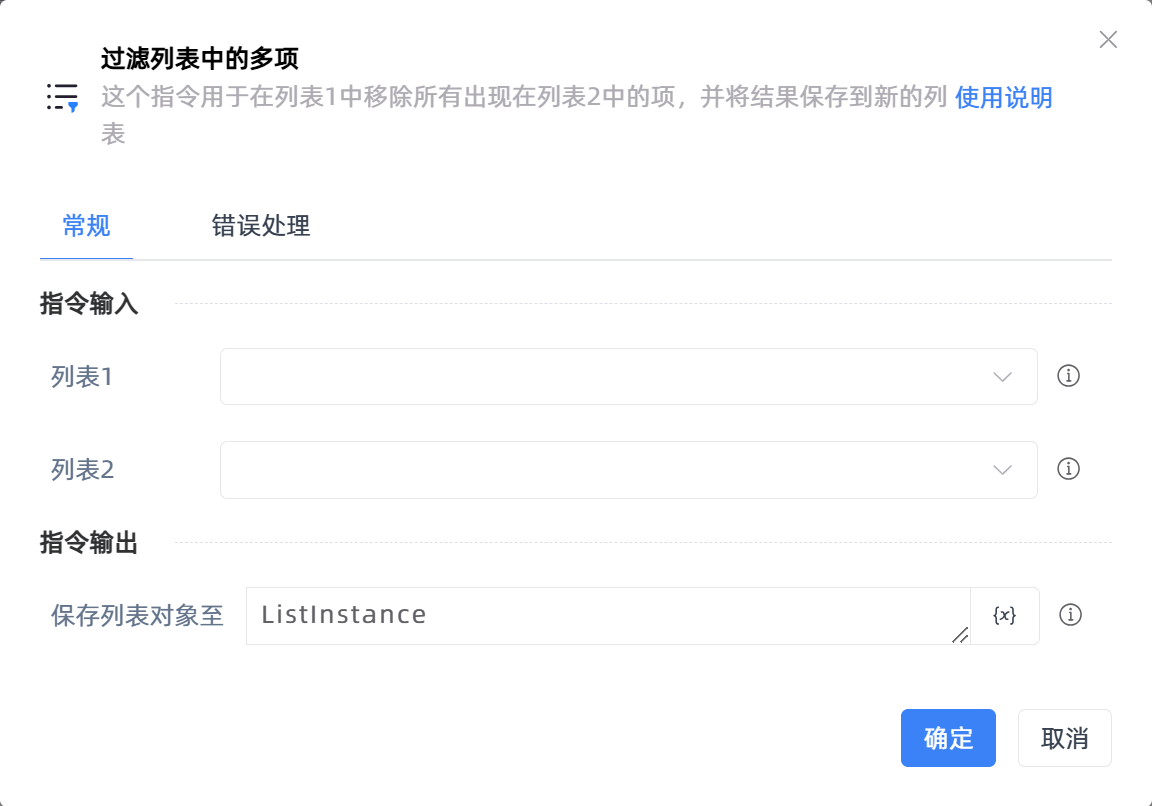 过滤列表中的多项
这个指令用于在列表1中移除所有出现在列表2中的项，并将结果保存到新的列 使用说明
表
常规 错误处理
指令输入
列表1
列表2
指令输出
保存列表对象至 ListInstance {x}
确定 取消